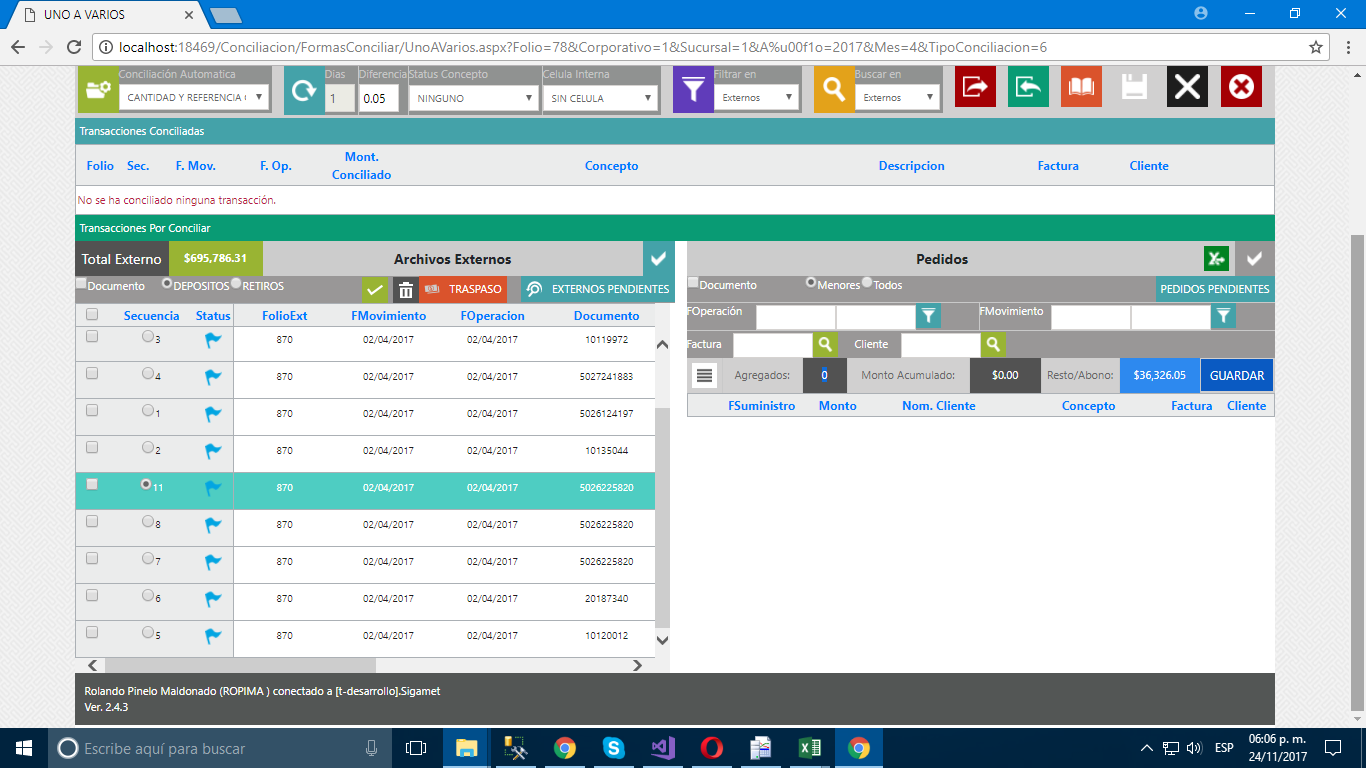 UNO A VARIOS
localhost:18469/Conciliacion/FormasConciliar/UnoAVarios.aspx?Folio=78&Corporativo=1&Sucursal=1&A%u00f1o=2017&Mes=4&TipoConciliacion=6
Conciliación Automatica Dias Diferencia Status Concepto Celula Interna Filtrar en Buscar en
CANTIDAD Y REFERENCIA 1 0.05 NINGUNO SIN CELULA Externos Externos
Transacciones Conciliadas
Folio Sec. F. Mov. F. Op. Mont. Conciliado Concepto Descripcion Factura Cliente
No se ha conciliado ninguna transacción.
Transacciones Por Conciliar
Total Externo $695,786.31 Archivos Externos
Documento DEPOSITOS RETIROS TRASPASO EXTERNOS PENDIENTES
Secuencia Status FolioExt FMovimiento FOperacion Documento
3 870 02/04/2017 02/04/2017 10119972
4 870 02/04/2017 02/04/2017 5027241883
1 870 02/04/2017 02/04/2017 5026124197
2 870 02/04/2017 02/04/2017 10135044
11 870 02/04/2017 02/04/2017 5026225820
8 870 02/04/2017 02/04/2017 5026225820
7 870 02/04/2017 02/04/2017 5026225820
6 870 02/04/2017 02/04/2017 20187340
5 870 02/04/2017 02/04/2017 10120012
Pedidos
Documento Menores Todos PEDIDOS PENDIENTES
FOperación FMovimiento
Factura Cliente
Agregados: 0 Monto Acumulado: $0.00 Resto/Abono: $36,326.05 GUARDAR
FSuministro Monto Nom. Cliente Concepto Factura Cliente
Rolando Pinelo Maldonado (ROPIMA ) conectado a [t-desarrollo].Sigamet
Ver. 2.4.3
Escribe aquí para buscar
ESP
06:06 p. m.
24/11/2017